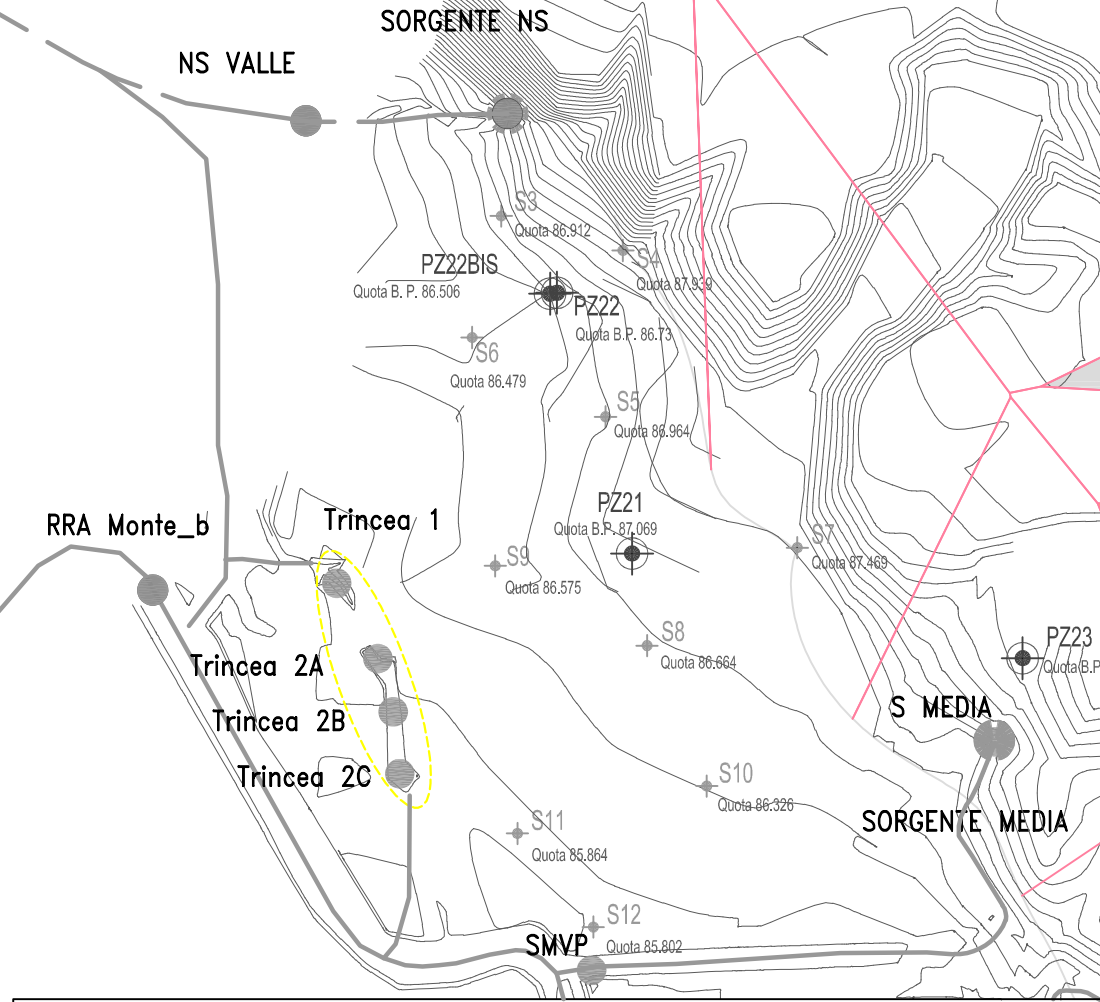 SORGENTE NS
NS VALLE
S3
Quota 86.912
S4
Quota 87.939
PZ22BIS
Quota B. P. 86.506
PZ22
Quota B.P. 86.73
S6
Quota 86.479
S5
Quota 86.964
PZ21
Quota B.P. 87.069
RRA Monte_b
Trincea 1
S7
Quota 87.469
S9
Quota 86.575
S8
Quota 86.664
PZ23
Quota B.P
Trincea 2A
Trincea 2B
Trincea 2C
S MEDIA
S10
Quota 86.326
SORGENTE MEDIA
S11
Quota 85.864
S12
Quota 85.802
SMVP